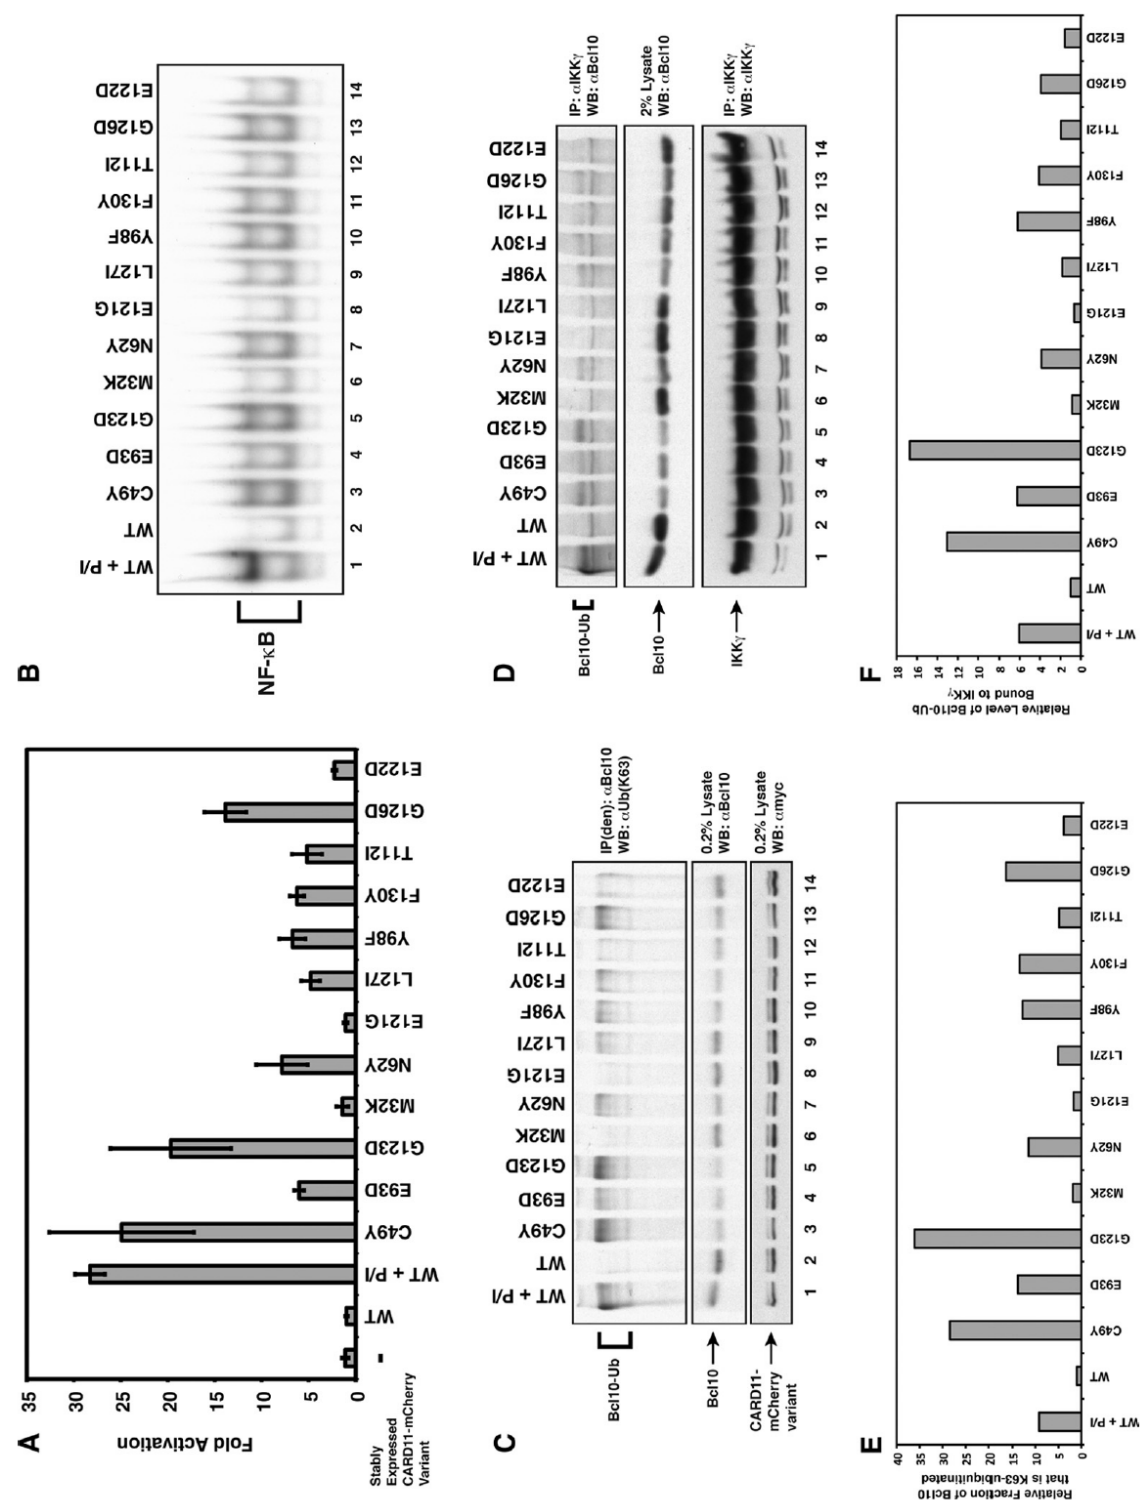 A
Fold Activation
35
30
25
20
15
10
5
0
Stably
Expressed
CARD11-mCherry
Variant
-
WT
WT + P/I
C49Y
E93D
G123D
M32K
N62Y
E121G
L127I
Y98F
F130Y
T112I
G126D
E122D
B
WT + P/I
WT
C49Y
E93D
G123D
M32K
N62Y
E121G
L127I
Y98F
F130Y
T112I
G126D
E122D
NF-κB
1 2 3 4 5 6 7 8 9 10 11 12 13 14
C
WT + P/I
WT
C49Y
E93D
G123D
M32K
N62Y
E121G
L127I
Y98F
F130Y
T112I
G126D
E122D
Bcl10-Ub
IP(den): αBcl10
WB: αUb(K63)
Bcl10
0.2% Lysate
WB: αBcl10
CARD11-
mCherry
variant
0.2% Lysate
WB: αmyc
1 2 3 4 5 6 7 8 9 10 11 12 13 14
D
WT + P/I
WT
C49Y
E93D
G123D
M32K
N62Y
E121G
L127I
Y98F
F130Y
T112I
G126D
E122D
Bcl10-Ub
IP: αIKKγ
WB: αBcl10
Bcl10
2% Lysate
WB: αBcl10
IKKγ
IP: αIKKγ
WB: αIKKγ
1 2 3 4 5 6 7 8 9 10 11 12 13 14
E
Relative Fraction of Bcl10
that is K63-ubiquitinated
40
35
30
25
20
15
10
5
0
WT + P/I
WT
C49Y
E93D
G123D
M32K
N62Y
E121G
L127I
Y98F
F130Y
T112I
G126D
E122D
F
Relative Level of Bcl10-Ub
Bound to IKKγ
18
16
14
12
10
8
6
4
2
0
WT + P/I
WT
C49Y
E93D
G123D
M32K
N62Y
E121G
L127I
Y98F
F130Y
T112I
G126D
E122D